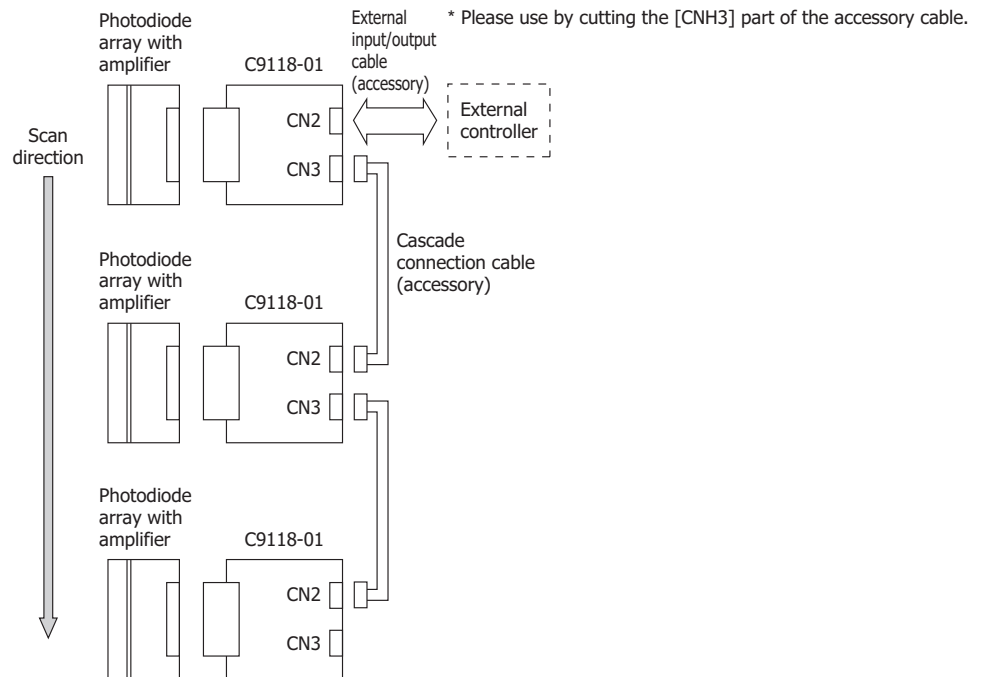 Photodiode
array with
amplifier
C9118-01
External
input/output
cable
(accessory)
* Please use by cutting the [CNH3] part of the accessory cable.
CN2
CN3
External
controller
Scan
direction
Cascade
connection cable
(accessory)
Photodiode
array with
amplifier
C9118-01
CN2
CN3
Photodiode
array with
amplifier
C9118-01
CN2
CN3